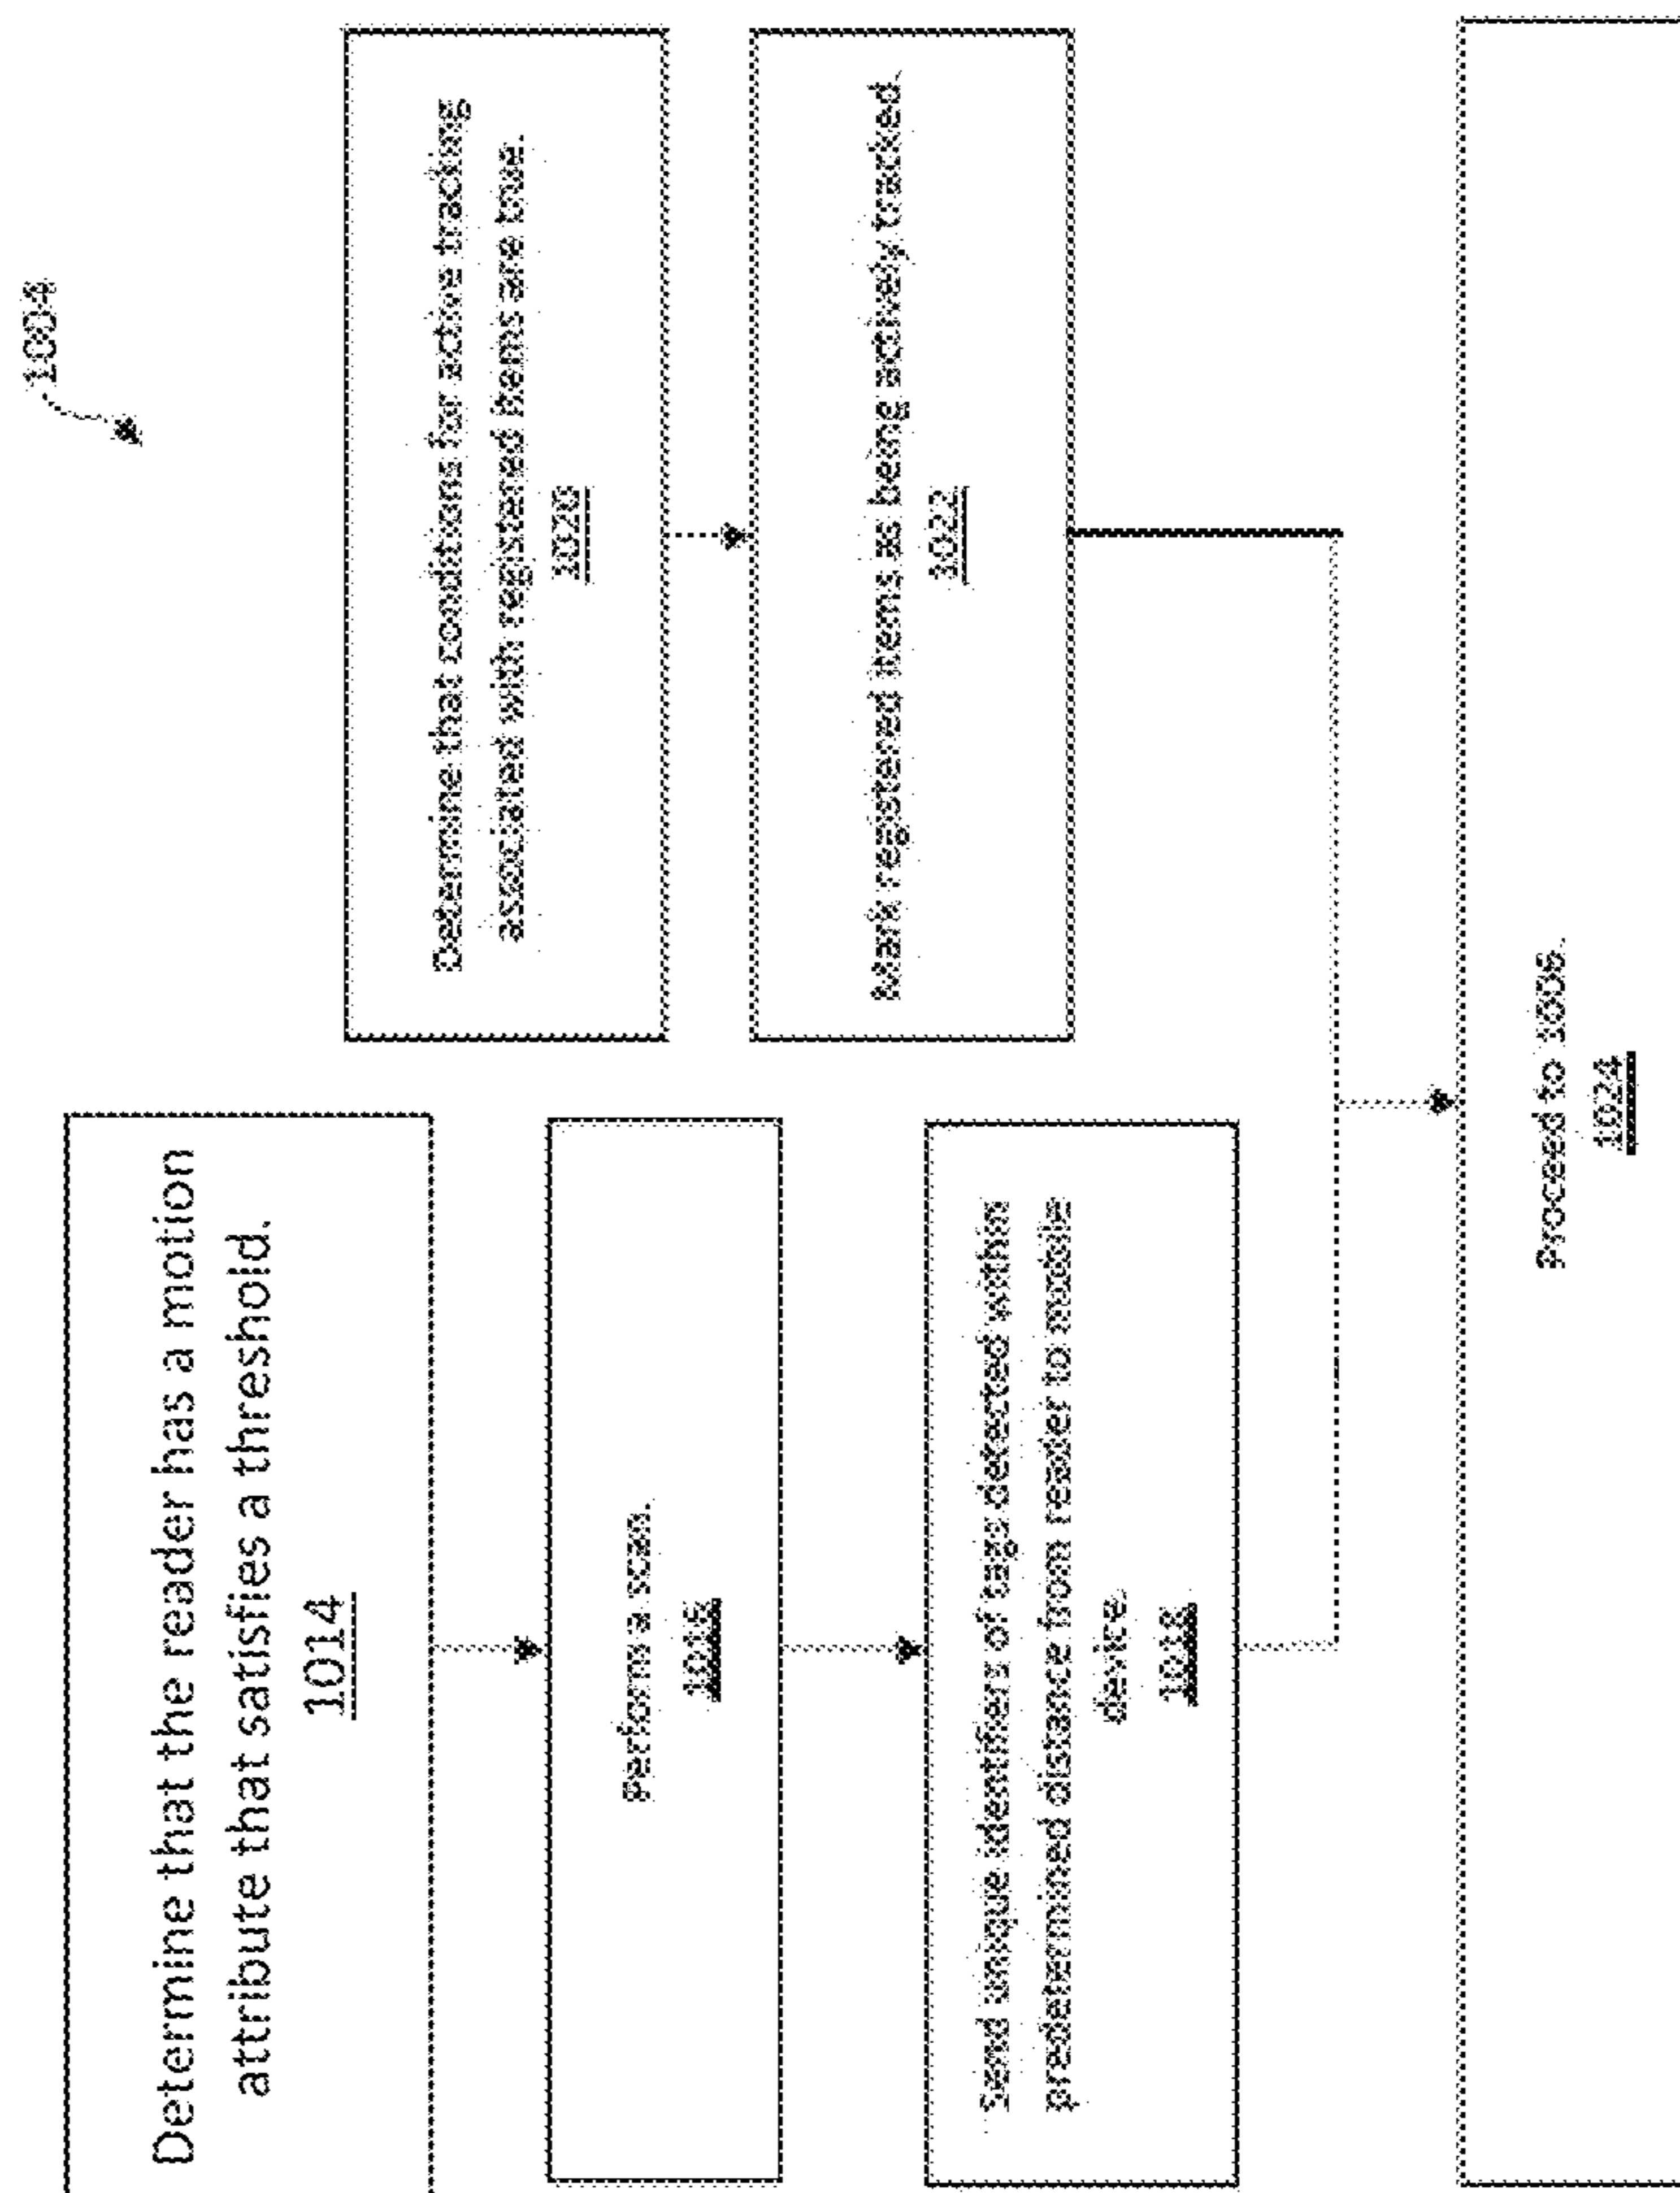 1004
Determine that the reader has a motion
attribute that satisfies a threshold.
1014
Perform a scan.
1016
Send unique identifiers of tags detected within
predetermined distance from reader to mobile
device.
1018
Determine that conditions for active tracking
associated with registered items are true.
1020
Mark registered items as being actively tracked.
1022
Proceed to 1006.
1024